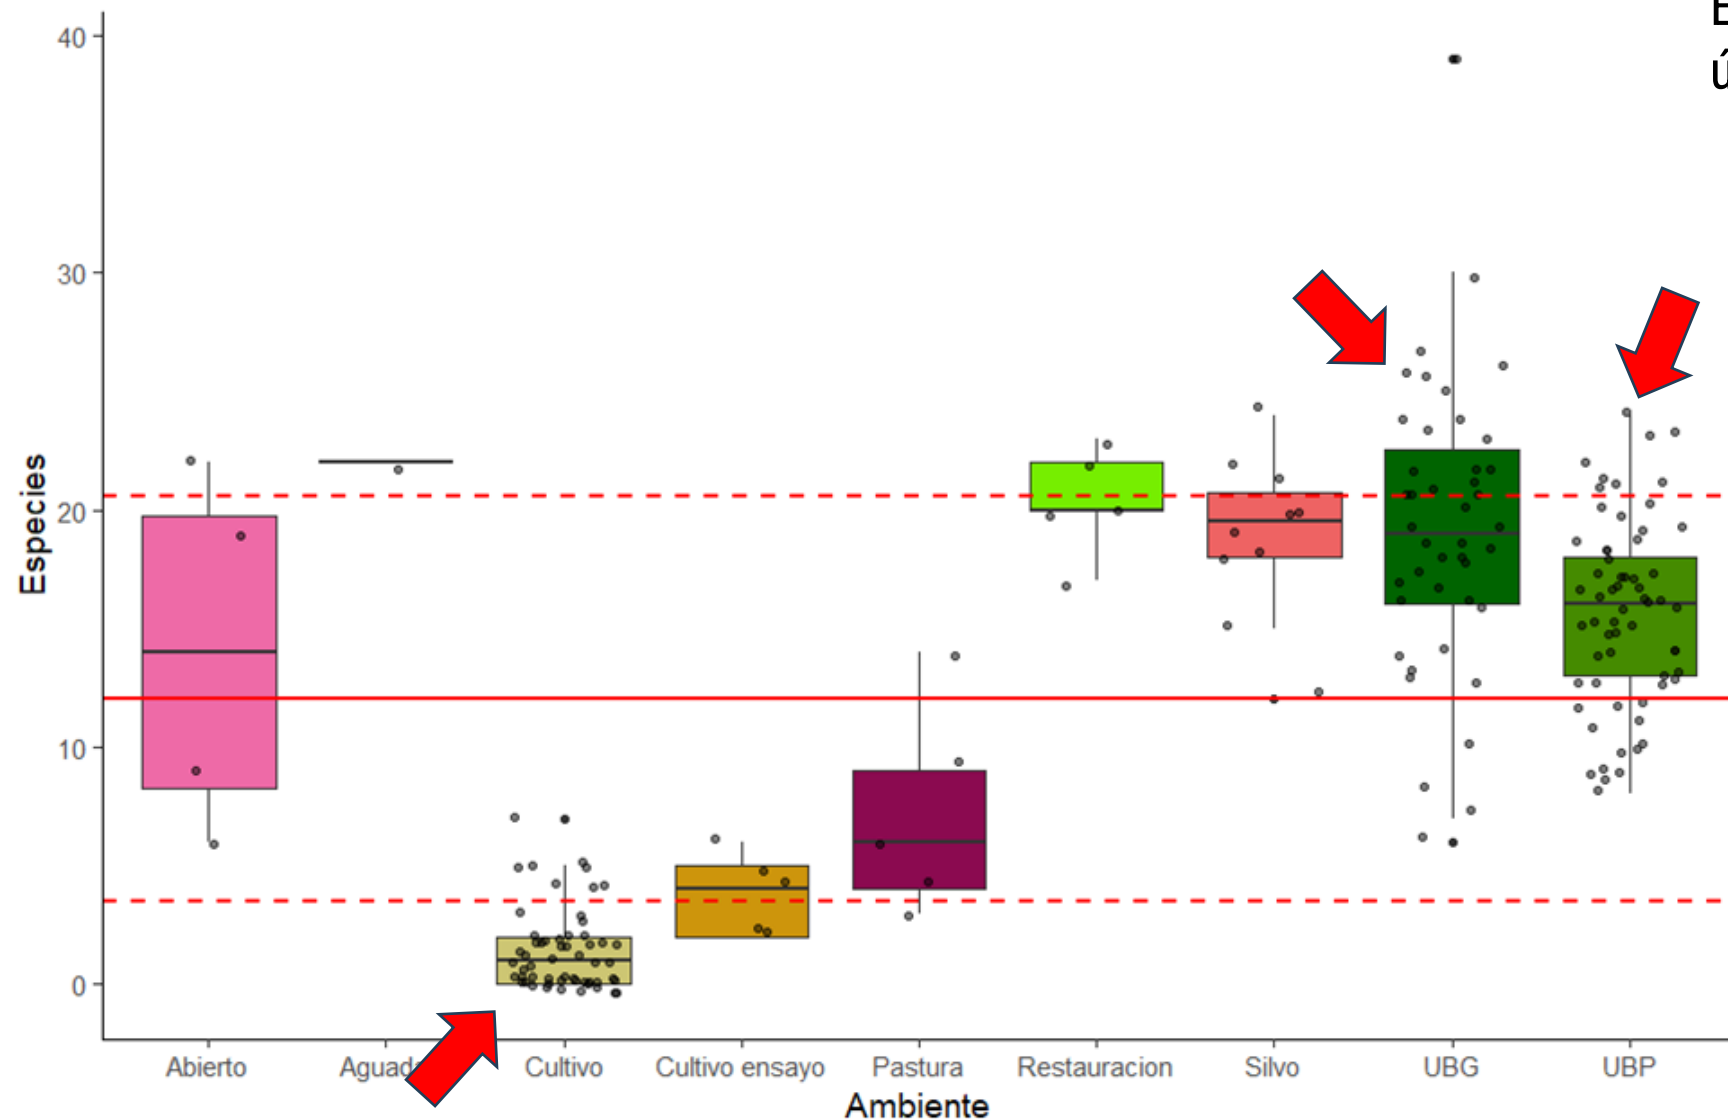 40
30
20
10
0
Especies
Abierto
Cultivo
Cultivo ensayo
Pastura
Restauracion
Silvo
UBG
UBP
Ambiente